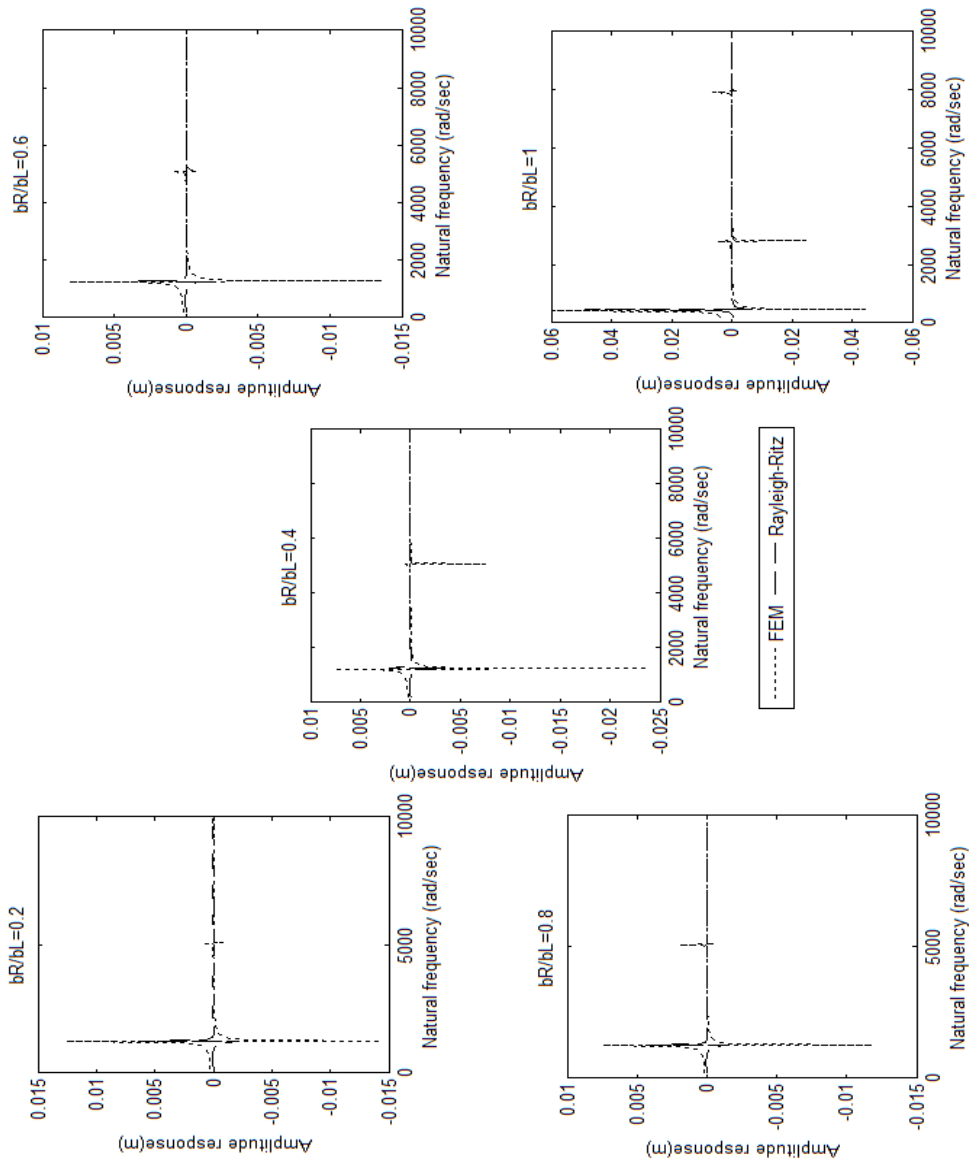 bR/bL=0.2
0.015
0.01
0.005
0
-0.005
-0.01
-0.015
Amplitude response(m)
0 5000 10000
Natural frequency (rad/sec)
bR/bL=0.6
0.01
0.005
0
-0.005
-0.01
-0.015
Amplitude response(m)
0 2000 4000 6000 8000 10000
Natural frequency (rad/sec)
bR/bL=0.4
0.01
0.005
0
-0.005
-0.01
-0.015
-0.02
-0.025
Amplitude response(m)
0 2000 4000 6000 8000 10000
Natural frequency (rad/sec)
FEM Rayleigh-Ritz
bR/bL=0.8
0.01
0.005
0
-0.005
-0.01
-0.015
Amplitude response(m)
0 5000 10000
Natural frequency (rad/sec)
bR/bL=1
0.06
0.04
0.02
0
-0.02
-0.04
-0.06
Amplitude response(m)
0 2000 4000 6000 8000 10000
Natural frequency (rad/sec)